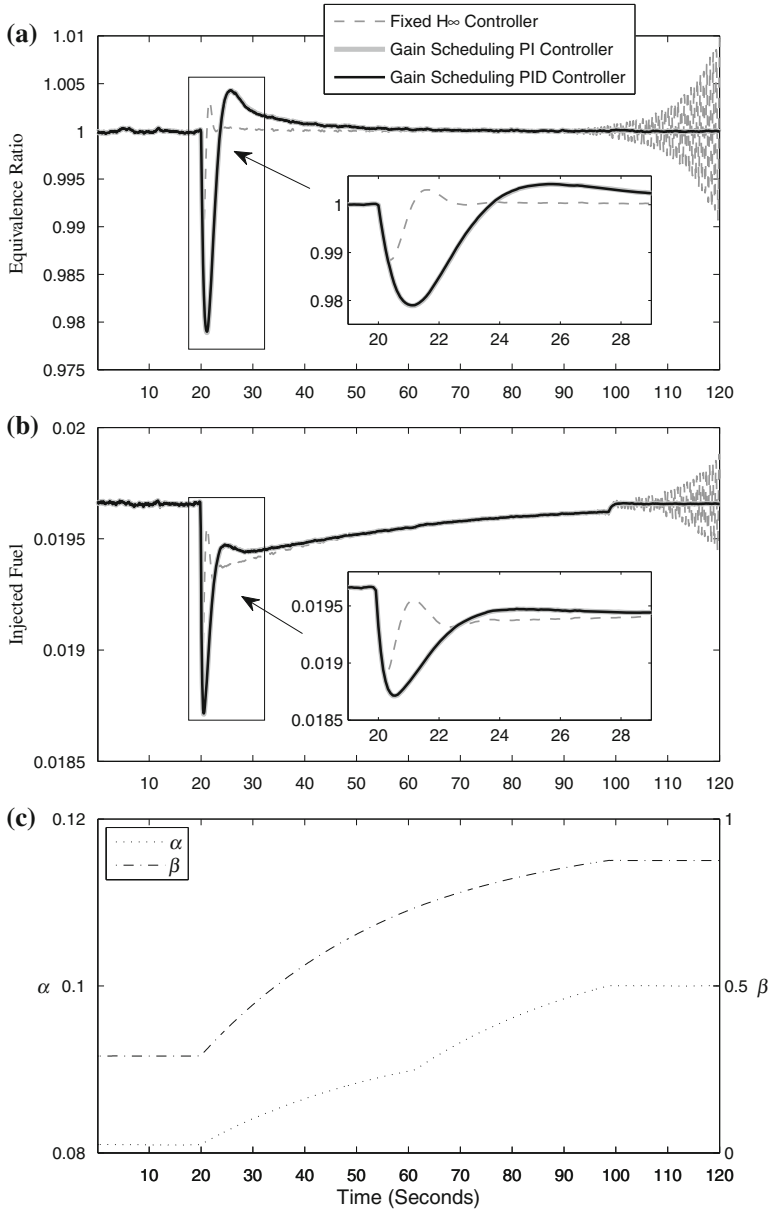 (a)
Fixed H∞ Controller
Gain Scheduling PI Controller
Gain Scheduling PID Controller
Equivalence Ratio
1.01
1.005
1
0.995
0.99
0.985
0.98
0.975
10 20 30 40 50 60 70 80 90 100 110 120
1
0.99
0.98
20 22 24 26 28
(b)
Injected Fuel
0.02
0.0195
0.019
0.0185
10 20 30 40 50 60 70 80 90 100 110 120
0.0195
0.019
0.0185
20 22 24 26 28
(c)
α
β
α
0.12
0.1
0.08
1
0.5
0
β
10 20 30 40 50 60 70 80 90 100 110 120
Time (Seconds)